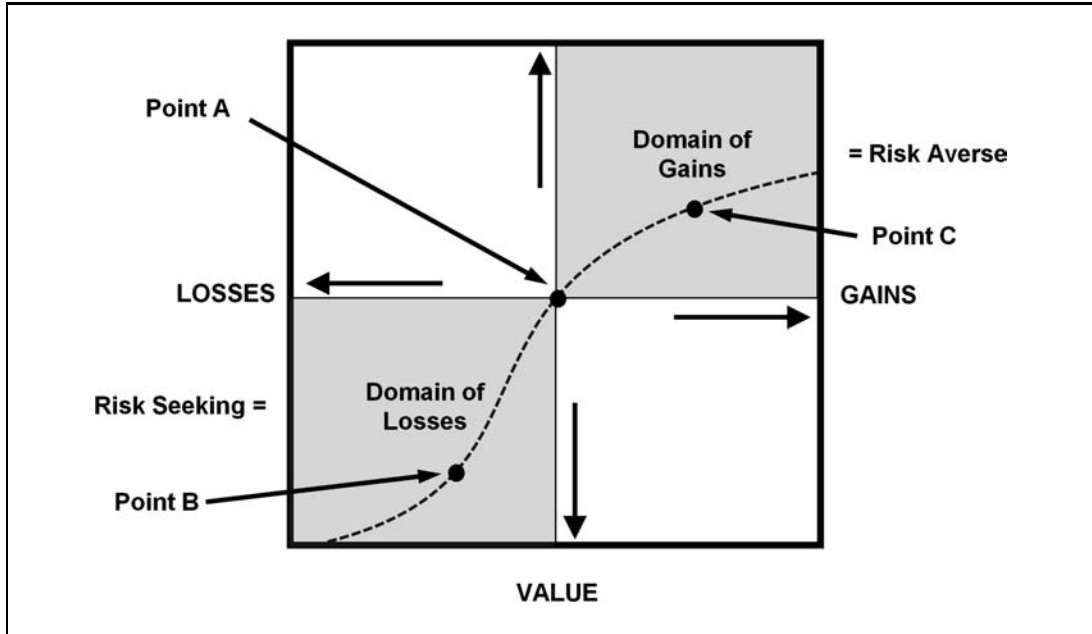 Point A
Domain of
Gains
= Risk Averse
Point C
LOSSES
GAINS
Domain of
Losses
Risk Seeking =
Point B
VALUE